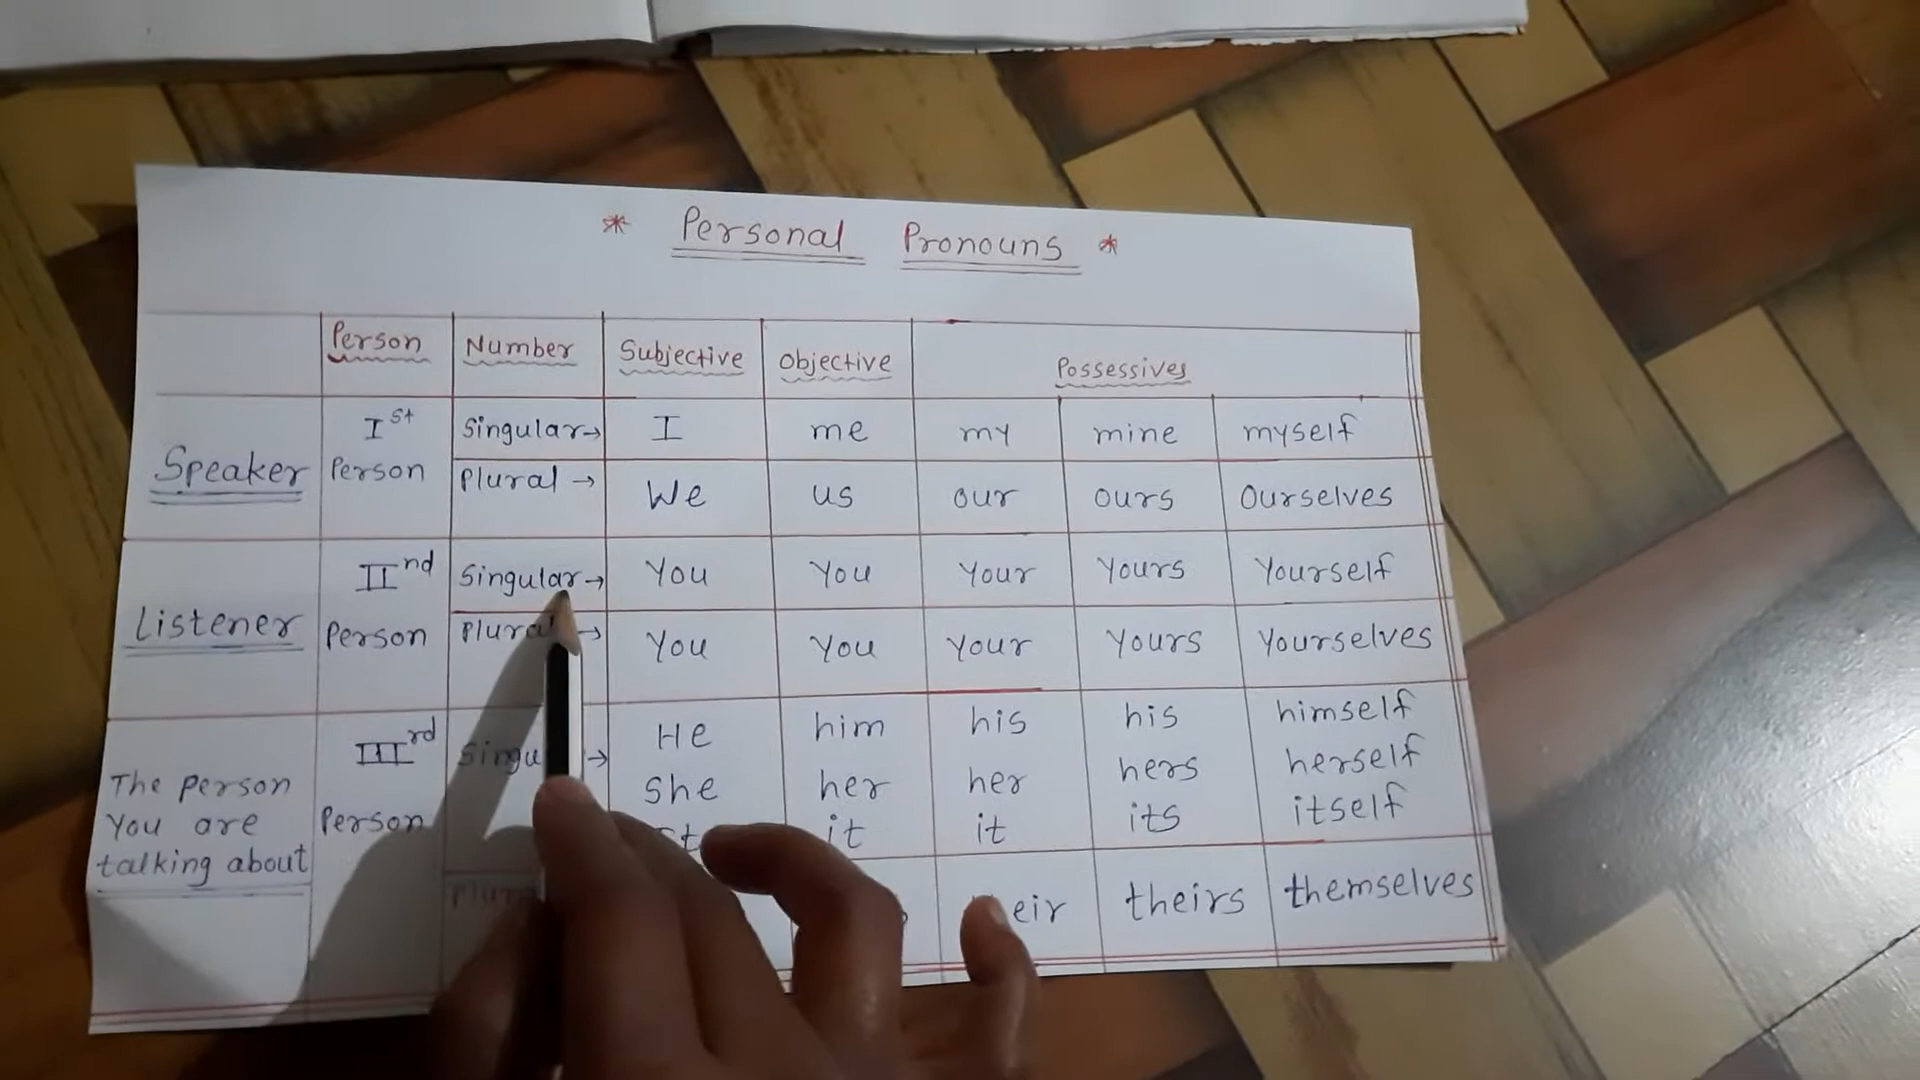 * Personal Pronouns *
Person Number Subjective Objective Possessives
Speaker Ist Person Singular→ I me my mine myself
Plural→ We us our ours ourselves
Listener IInd Person Singular→ You You Your Yours Yourself
Plural→ You You Your Yours Yourselves
The person You are talking about IIIrd Person He him his his himself
She her her hers herself
it it its itself
theirs themselves